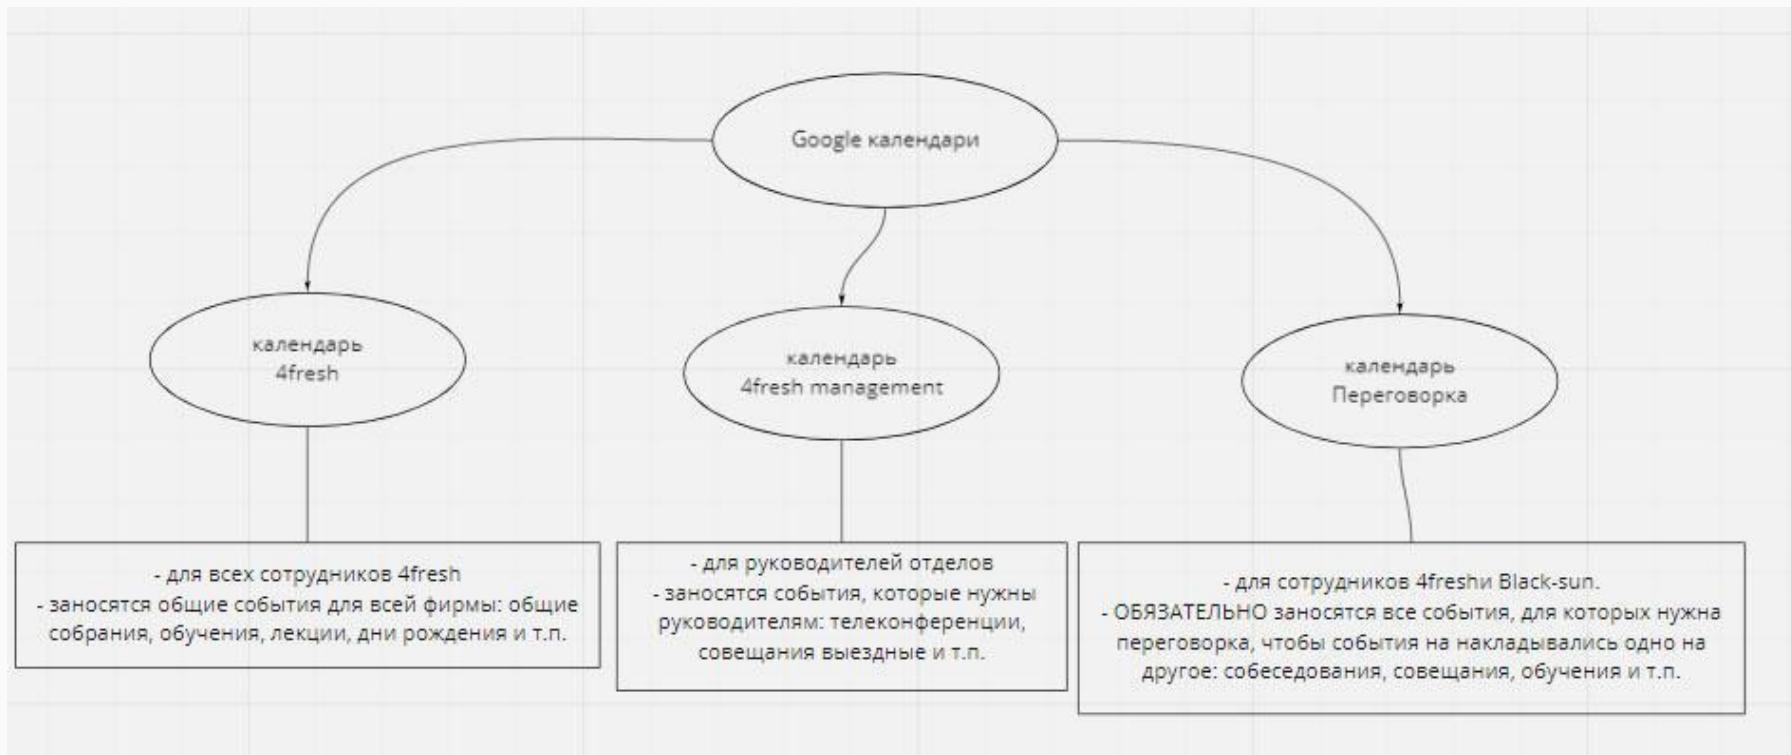 Google календари
календарь
4fresh
календарь
4fresh management
календарь
Переговорка
- для всех сотрудников 4fresh
- заносятся общие события для всей фирмы: общие
собрания, обучения, лекции, дни рождения и т.п.
- для руководителей отделов
- заносятся события, которые нужны
руководителям: телеконференции,
совещания выездные и т.п.
- для сотрудников 4freshи Black-sun.
- ОБЯЗАТЕЛЬНО заносятся все события, для которых нужна
переговорка, чтобы события на накладывались одно на
другое: собеседования, совещания, обучения и т.п.